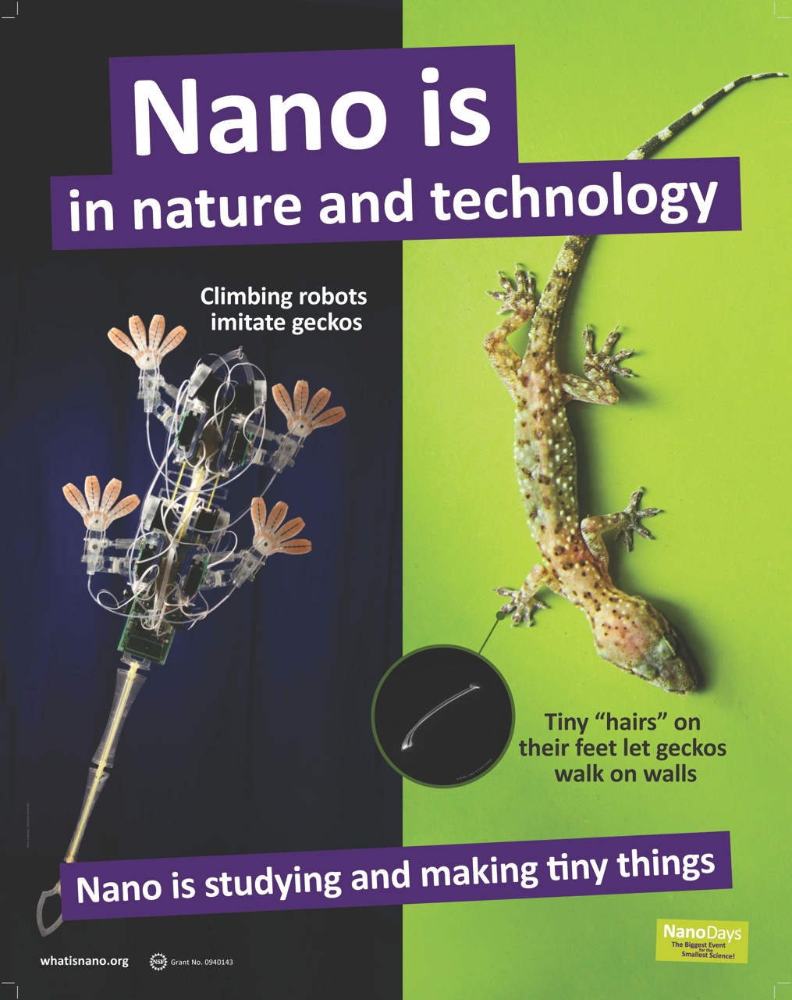 Nano is
in nature and technology
Climbing robots
imitate geckos
Tiny “hairs” on
their feet let geckos
walk on walls
Nano is studying and making tiny things
whatisnano.org
NSF
Grant No. 0940143
NanoDays
The Biggest Event
for the
Smallest Science!